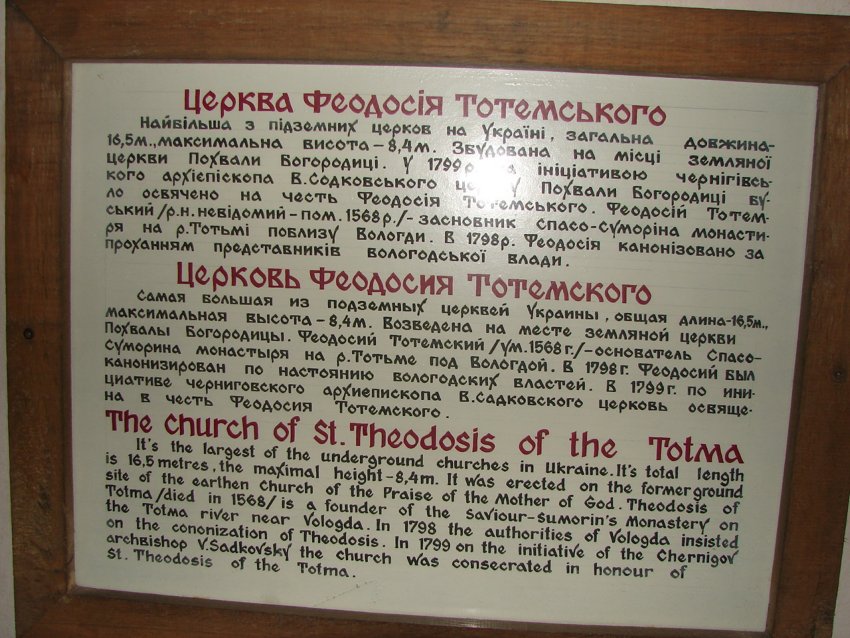 Церква Феодосія Тотемського
Найбільша з підземних церков на Україні, загальна довжина-
16,5м.,максимальна висота-8,4м. Збудована на місці земляної
церкви Похвали Богородиці. У 1799р. ініціативою чернігівсь-
кого архієпископа В.Садковського Похвали Богородиці бу-
ло освячено на честь Феодосія Тотемського. Феодосій Тотем-
ський /р.н.невідомий-пом.1568р./-засновник спасо-суморіна монасти-
ря на р.Тотьмі поблизу Вологди. В 1798р. Феодосія канонізовано за
проханням представників вологодської влади.
Церковь Феодосия Тотемского
Самая большая из подземных церквей Украины, общая длина-16,5м.,
максимальная высота-8,4м. Возведена на месте земляной церкви
Похвалы Богородицы. Феодосий Тотемский /ум.1568г./-основатель Спасо-
Суморина монастыря на р.Тотьме под Вологдой. В 1798г. Феодосий был
канонизирован по настоянию вологодских властей. В 1799г. по ини-
циативе черниговского архиепископа В.Садковского церковь освяще-
на в честь Феодосия Тотемского.
The church of St.Theodosis of the Totma
It's the largest of the underground churches in Ukraine.It's total length
is 16,5metres, the maximal height-8,4m. It was erected on the former ground
site of the earthen Church of the Praise of the Mother of God. Theodosis of
Totma /died in 1568/ is a founder of the Saviour-Sumorin's Monastery on
the Totma river near Vologda. In 1798 the authorities of Vologda insisted
on the cononization of Theodosis. In 1799 on the initiative of the Chernigov
archbishop V.Sadkovsky the church was consecrated in honour of
St. Theodosis of the Totma.